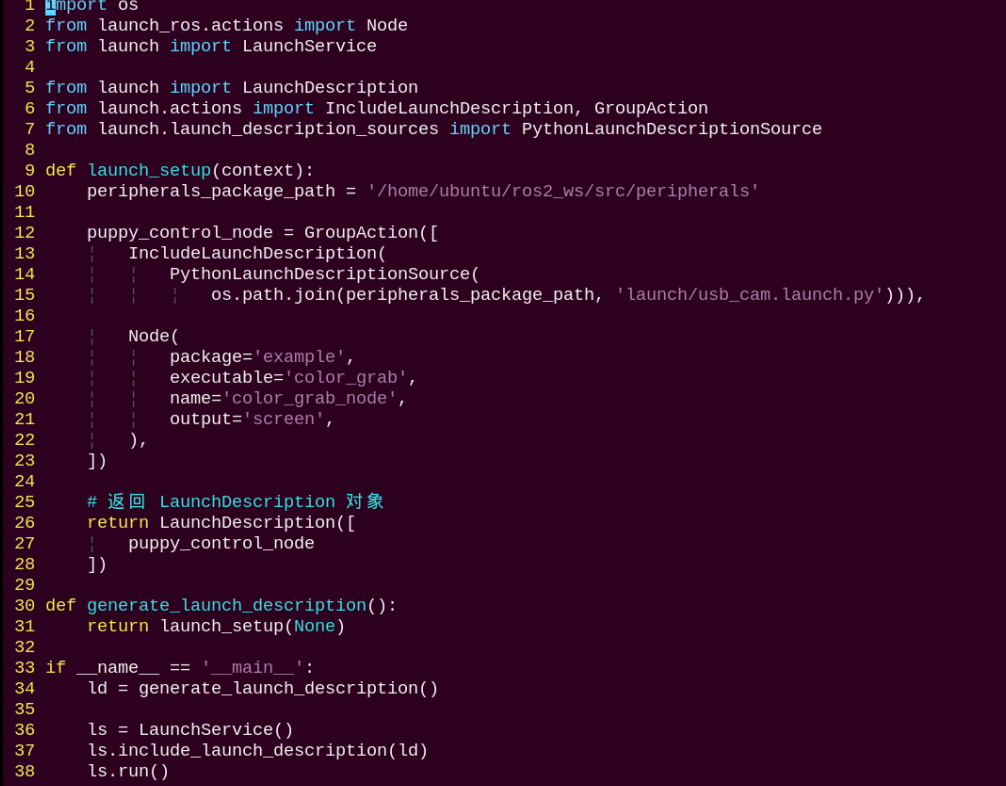 1 import os
2 from launch_ros.actions import Node
3 from launch import LaunchService
4
5 from launch import LaunchDescription
6 from launch.actions import IncludeLaunchDescription, GroupAction
7 from launch.launch_description_sources import PythonLaunchDescriptionSource
8
9 def launch_setup(context):
10     peripherals_package_path = '/home/ubuntu/ros2_ws/src/peripherals'
11
12     puppy_control_node = GroupAction([
13     ¦   IncludeLaunchDescription(
14     ¦   ¦   PythonLaunchDescriptionSource(
15     ¦   ¦   ¦   os.path.join(peripherals_package_path, 'launch/usb_cam.launch.py'))),
16
17     ¦   Node(
18     ¦   ¦   package='example',
19     ¦   ¦   executable='color_grab',
20     ¦   ¦   name='color_grab_node',
21     ¦   ¦   output='screen',
22     ¦   ),
23     ])
24
25     # 返回 LaunchDescription 对象
26     return LaunchDescription([
27     ¦   puppy_control_node
28     ])
29
30 def generate_launch_description():
31     return launch_setup(None)
32
33 if __name__ == '__main__':
34     ld = generate_launch_description()
35
36     ls = LaunchService()
37     ls.include_launch_description(ld)
38     ls.run()